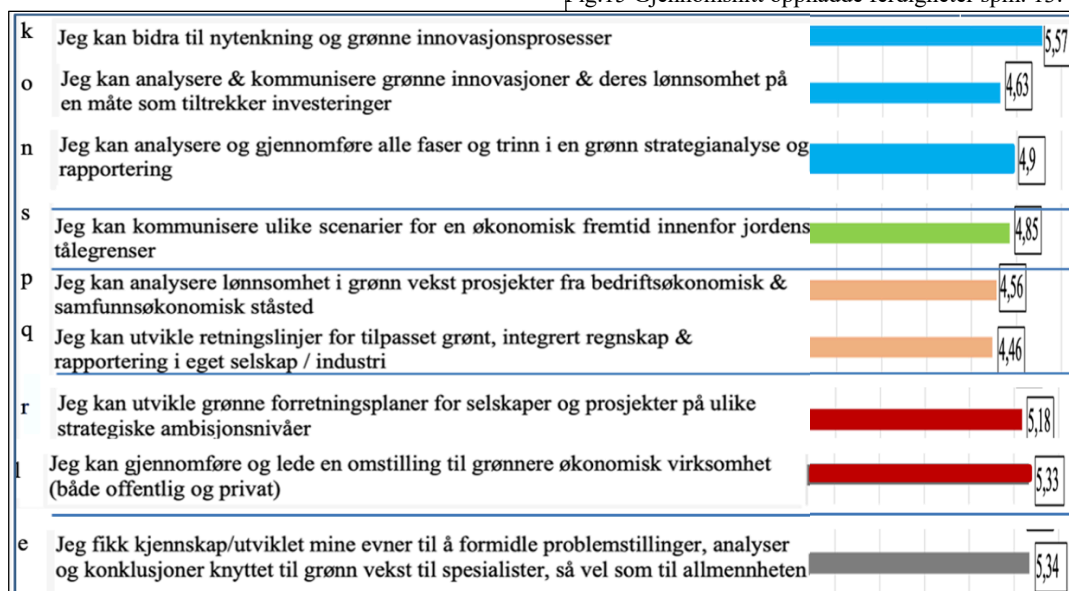 Fig.15 Gjennomsnitt oppnådde ferdigheter spm. 15.
k Jeg kan bidra til nytenkning og grønne innovasjonsprosesser 5,57
o Jeg kan analysere & kommunisere grønne innovasjoner & deres lønnsomhet på
en måte som tiltrekker investeringer 4,63
n Jeg kan analysere og gjennomføre alle faser og trinn i en grønn strategianalyse og
rapportering 4,9
s Jeg kan kommunisere ulike scenarier for en økonomisk fremtid innenfor jordens
tålegrenser 4,85
p Jeg kan analysere lønnsomhet i grønn vekst prosjekter fra bedriftsøkonomisk &
samfunnsøkonomisk ståsted 4,56
q Jeg kan utvikle retningslinjer for tilpasset grønt, integrert regnskap &
rapportering i eget selskap / industri 4,46
r Jeg kan utvikle grønne forretningsplaner for selskaper og prosjekter på ulike
strategiske ambisjonsnivåer 5,18
l Jeg kan gjennomføre og lede en omstilling til grønnere økonomisk virksomhet
(både offentlig og privat) 5,33
e Jeg fikk kjennskap/utviklet mine evner til å formidle problemstillinger, analyser
og konklusjoner knyttet til grønn vekst til spesialister, så vel som til allmennheten 5,34